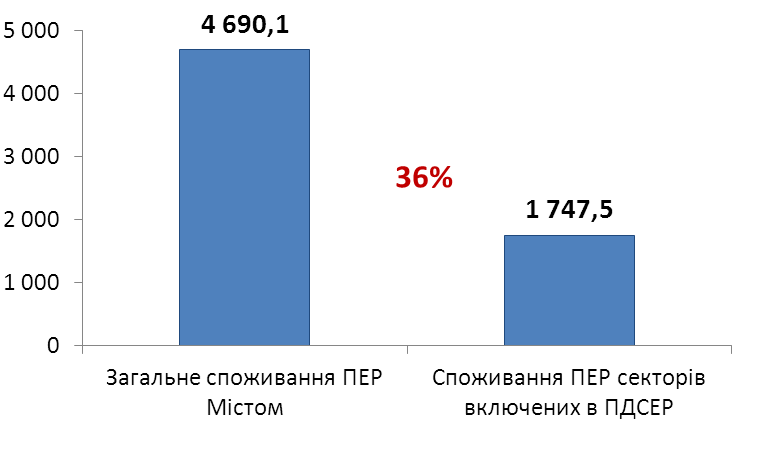 4 690,1
5 000
4 000
3 000
36%
1 747,5
2 000
1 000
0
Загальне споживання ПЕР
Містом
Споживання ПЕР секторів
включених в ПДСЕР